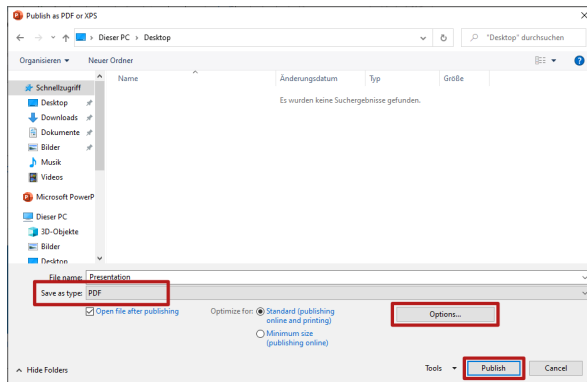 Publish as PDF or XPS
Dieser PC > Desktop
"Desktop" durchsuchen
Organisieren
Neuer Ordner
Name
Änderungsdatum
Typ
Größe
Es wurden keine Suchergebnisse gefunden.
Schnellzugriff
Desktop
Downloads
Dokumente
Bilder
Musik
Videos
Microsoft PowerP
Dieser PC
3D-Objekte
Bilder
Desktop
File name: Presentation
Save as type: PDF
Open file after publishing
Optimize for:
Standard (publishing
online and printing)
Minimum size
(publishing online)
Options...
Hide Folders
Tools
Publish
Cancel